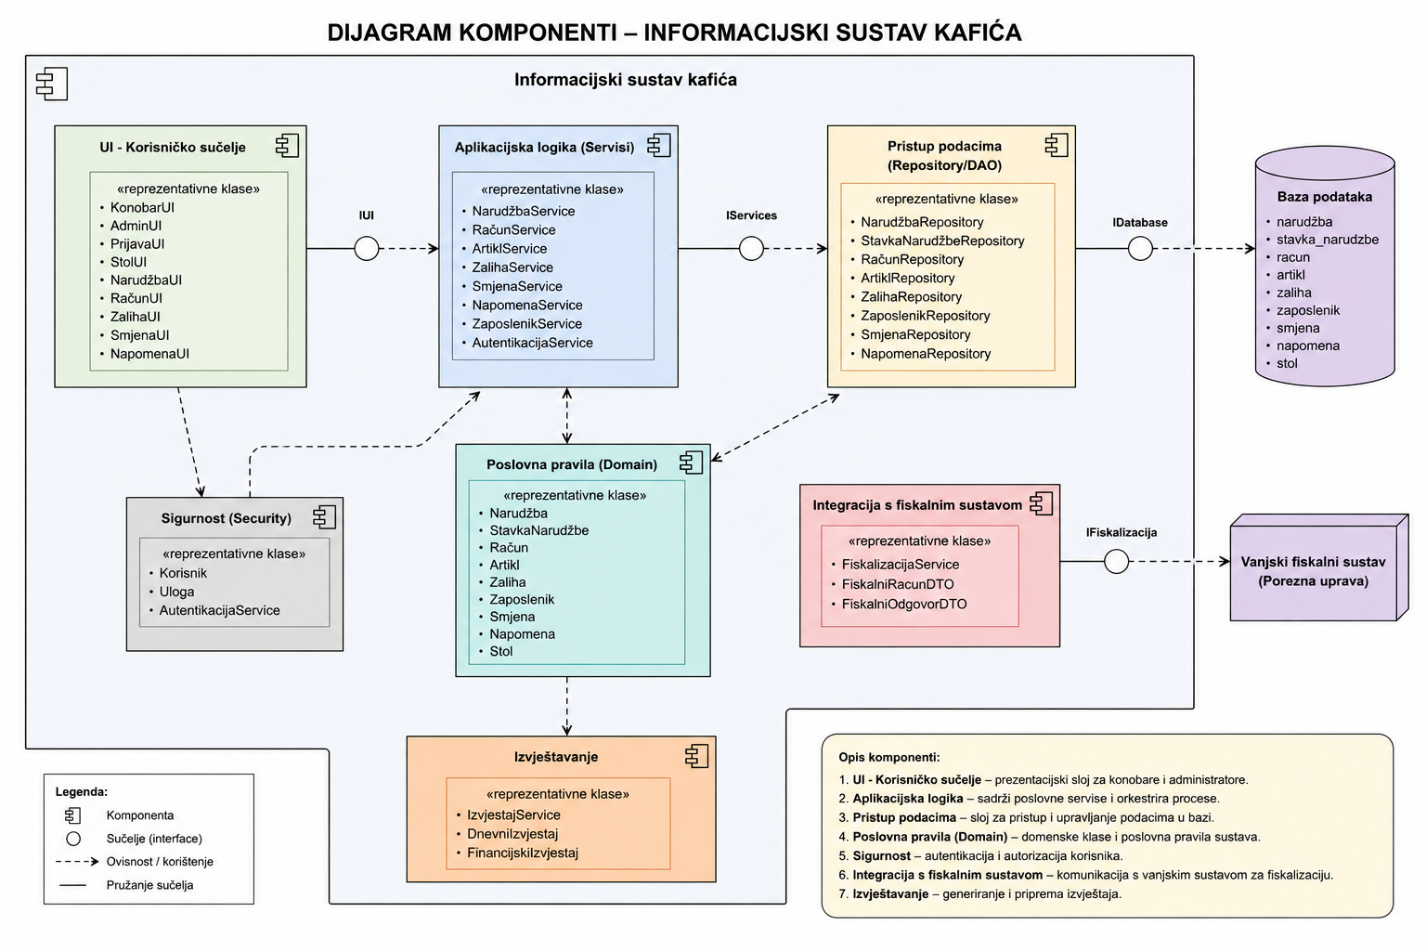 DIJAGRAM KOMPONENTI – INFORMACIJSKI SUSTAV KAFIĆA
Informacijski sustav kafića
UI - Korisničko sučelje
«reprezentativne klase»
• KonobarUI
• AdminUI
• PrijavaUI
• StolUI
• NarudžbaUI
• RačunUI
• ZalihaUI
• SmjenaUI
• NapomenaUI
IUI
Aplikacijska logika (Servisi)
«reprezentativne klase»
• NarudžbaService
• RačunService
• ArtiklService
• ZalihaService
• SmjenaService
• NapomenaService
• ZaposlenikService
• AutentikacijaService
IServices
Pristup podacima
(Repository/DAO)
«reprezentativne klase»
• NarudžbaRepository
• StavkaNarudžbeRepository
• RačunRepository
• ArtiklRepository
• ZalihaRepository
• ZaposlenikRepository
• SmjenaRepository
• NapomenaRepository
IDatabase
Baza podataka
• narudžba
• stavka_narudzbe
• racun
• artikl
• zaliha
• zaposlenik
• smjena
• napomena
• stol
Sigurnost (Security)
«reprezentativne klase»
• Korisnik
• Uloga
• AutentikacijaService
Poslovna pravila (Domain)
«reprezentativne klase»
• Narudžba
• StavkaNarudžbe
• Račun
• Artikl
• Zaliha
• Zaposlenik
• Smjena
• Napomena
• Stol
Integracija s fiskalnim sustavom
«reprezentativne klase»
• FiskalizacijaService
• FiskalniRacunDTO
• FiskalniOdgovorDTO
IFiskalizacija
Vanjski fiskalni sustav
(Porezna uprava)
Izvještavanje
«reprezentativne klase»
• IzvjestajService
• DnevniIzvjestaj
• FinancijskiIzvjestaj
Legenda:
Komponenta
Sučelje (interface)
Ovisnost / korištenje
Pružanje sučelja
Opis komponenti:
1. UI - Korisničko sučelje – prezentacijski sloj za konobare i administratore.
2. Aplikacijska logika – sadrži poslovne servise i orkestrira procese.
3. Pristup podacima – sloj za pristup i upravljanje podacima u bazi.
4. Poslovna pravila (Domain) – domenske klase i poslovna pravila sustava.
5. Sigurnost – autentikacija i autorizacija korisnika.
6. Integracija s fiskalnim sustavom – komunikacija s vanjskim sustavom za fiskalizaciju.
7. Izvještavanje – generiranje i priprema izvještaja.